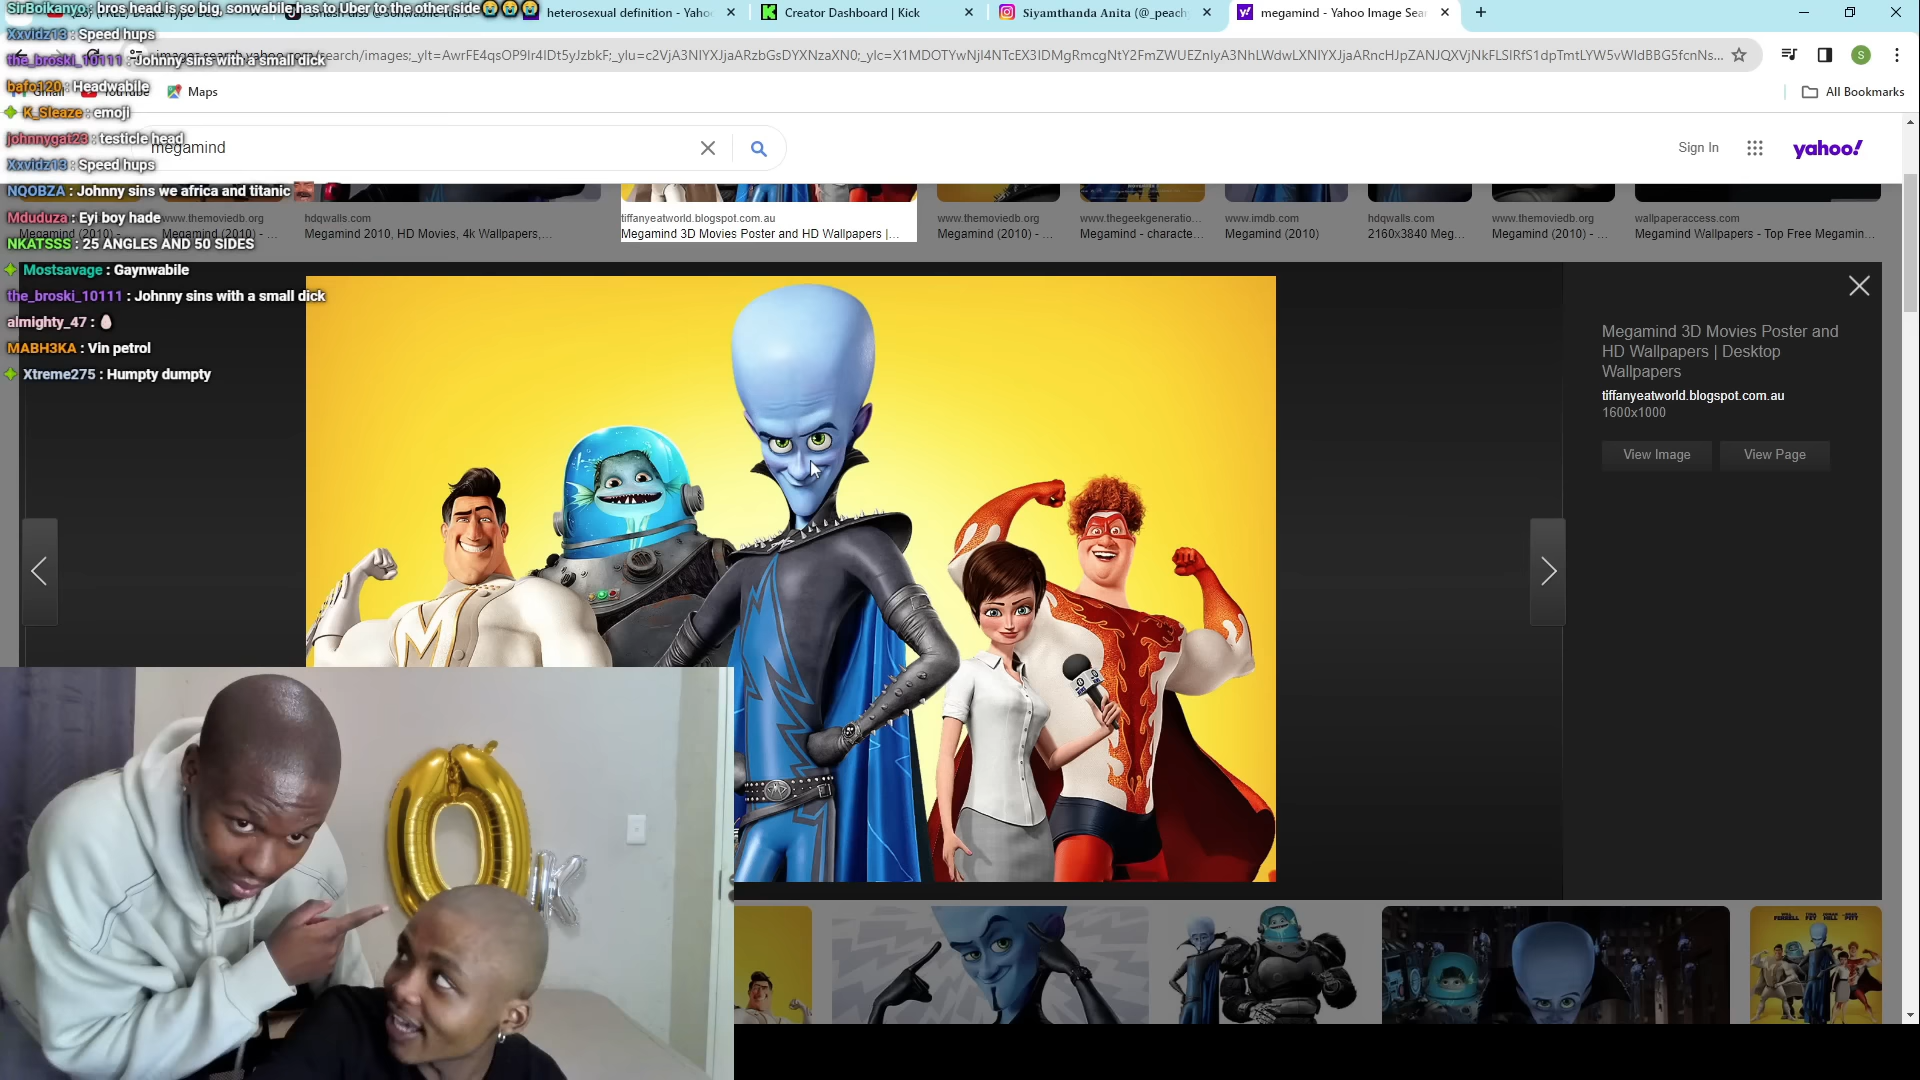 SirBoikanyo : bros head is so big, sonwabile has to Uber to the other side
heterosexual definition - Yaho
Creator Dashboard | Kick
Siyamthanda Anita (@_peach
megamind - Yahoo Image Sear
Xxvidz13 : Speed hups
the_broski_10111 : Johnny sins with a small dick
bafo120 : Headwabile
YouTube
Maps
All Bookmarks
K_Sleaze : emoji
johnnygat23 : testicle head
megamind
Sign In
yahoo!
Xxvidz13 : Speed hups
NQOBZA : Johnny sins we africa and titanic
Mduduza : Eyi boy hade
NKATSSS : 25 ANGLES AND 50 SIDES
Mostsavage : Gaynwabile
the_broski_10111 : Johnny sins with a small dick
almighty_47 :
MABH3KA : Vin petrol
Xtreme275 : Humpty dumpty
www.themoviedb.org
Megamind (2010) - ...
hdqwalls.com
Megamind 2010, HD Movies, 4k Wallpapers,...
tiffanyeatworld.blogspot.com.au
Megamind 3D Movies Poster and HD Wallpapers |...
www.themoviedb.org
Megamind (2010) - ...
www.thegeekgeneratio...
Megamind - characte...
www.imdb.com
Megamind (2010)
hdqwalls.com
2160x3840 Meg...
www.themoviedb.org
Megamind (2010) - ...
wallpaperaccess.com
Megamind Wallpapers - Top Free Megamin...
Megamind 3D Movies Poster and
HD Wallpapers | Desktop
Wallpapers
tiffanyeatworld.blogspot.com.au
1600x1000
View Image
View Page
M
OK